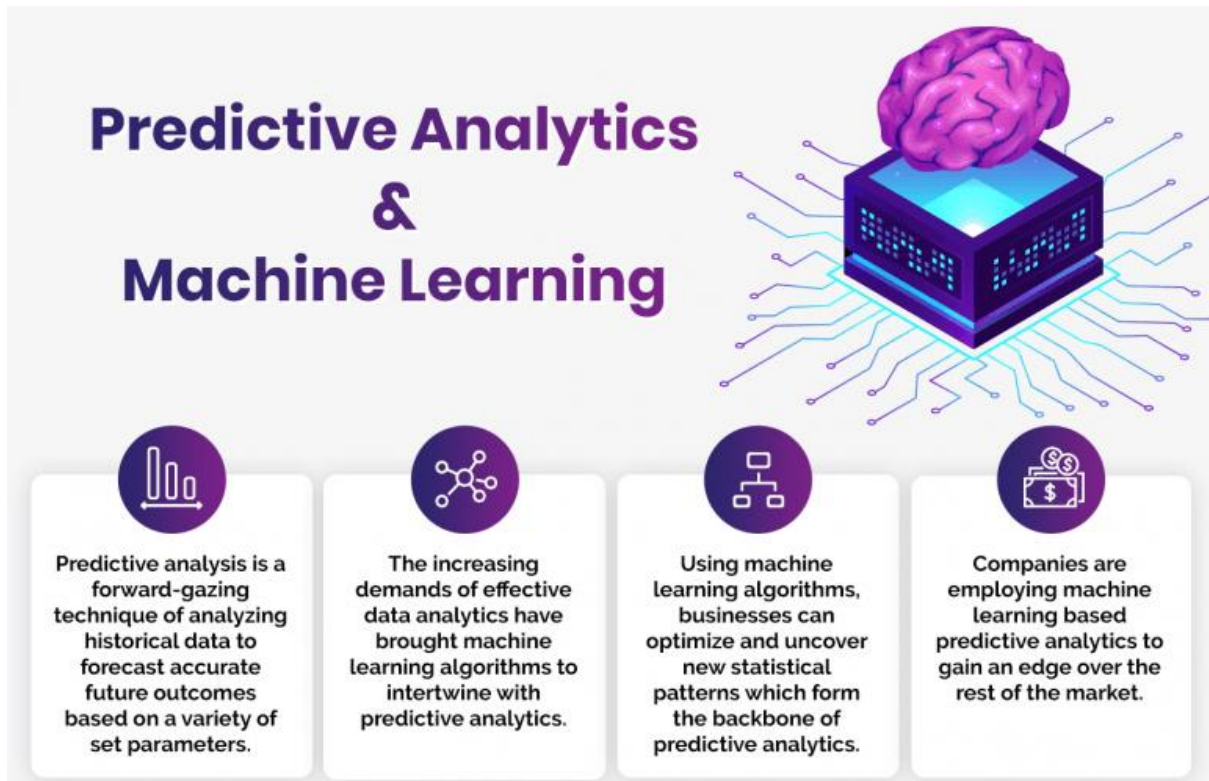 Predictive Analytics
&
Machine Learning
Predictive analysis is a
forward-gazing
technique of analyzing
historical data to
forecast accurate
future outcomes
based on a variety of
set parameters.
The increasing
demands of effective
data analytics have
brought machine
learning algorithms to
intertwine with
predictive analytics.
Using machine
learning algorithms,
businesses can
optimize and uncover
new statistical
patterns which form
the backbone of
predictive analytics.
Companies are
employing machine
learning based
predictive analytics to
gain an edge over the
rest of the market.